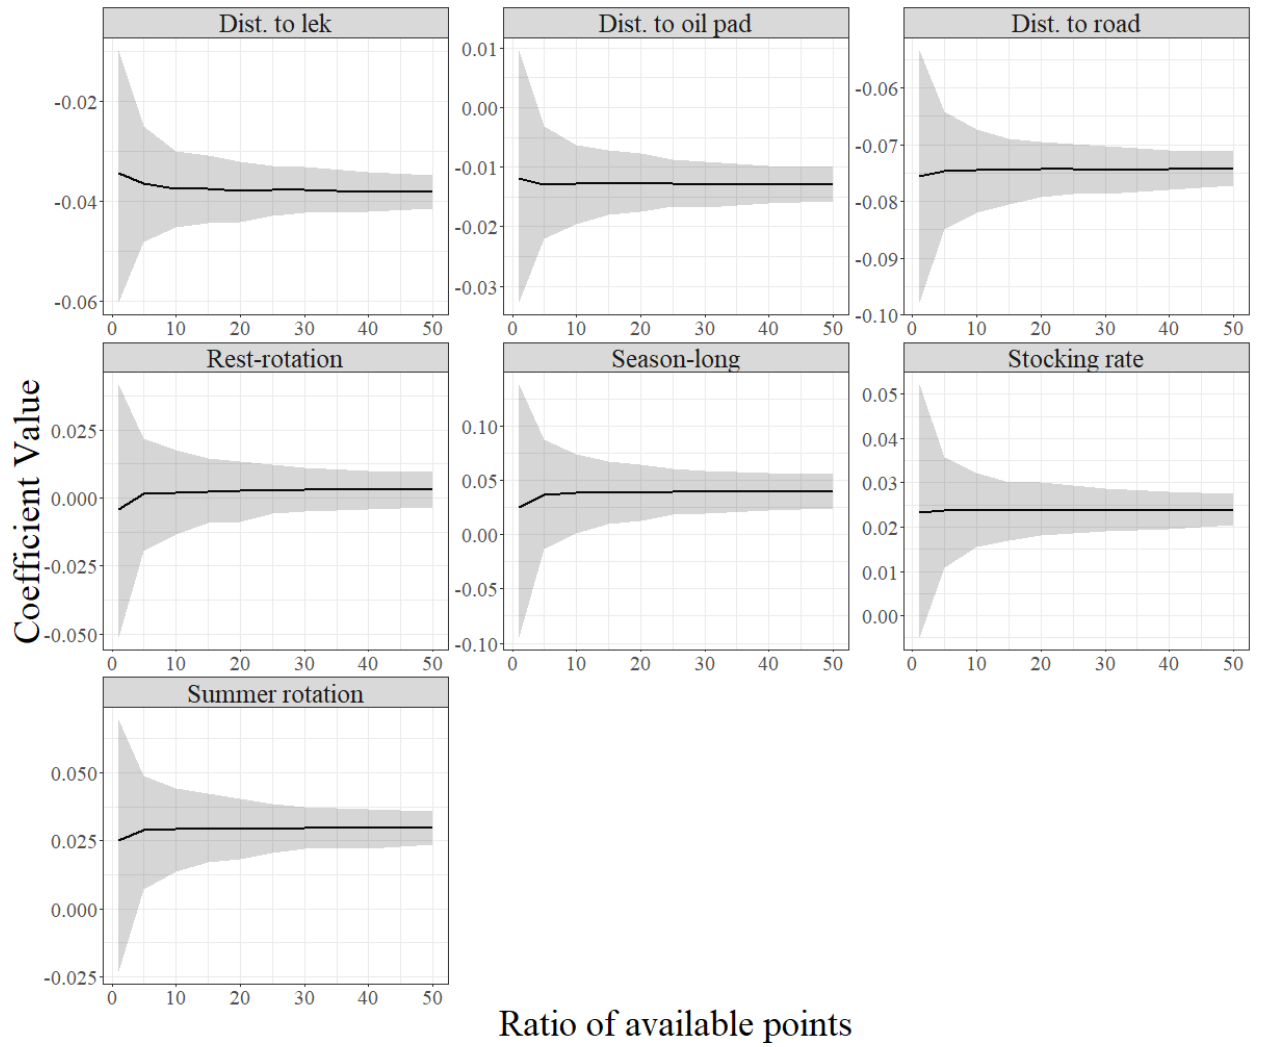 Dist. to lek
Dist. to oil pad
Dist. to road
-0.02
-0.04
-0.06
0 10 20 30 40 50
0.01
0.00
-0.01
-0.02
-0.03
0 10 20 30 40 50
-0.06
-0.07
-0.08
-0.09
-0.10
0 10 20 30 40 50
Rest-rotation
Season-long
Stocking rate
0.025
0.000
-0.025
-0.050
0 10 20 30 40 50
0.10
0.05
0.00
-0.05
-0.10
0 10 20 30 40 50
0.05
0.04
0.03
0.02
0.01
0.00
0 10 20 30 40 50
Summer rotation
0.050
0.025
0.000
-0.025
0 10 20 30 40 50
Coefficient Value
Ratio of available points